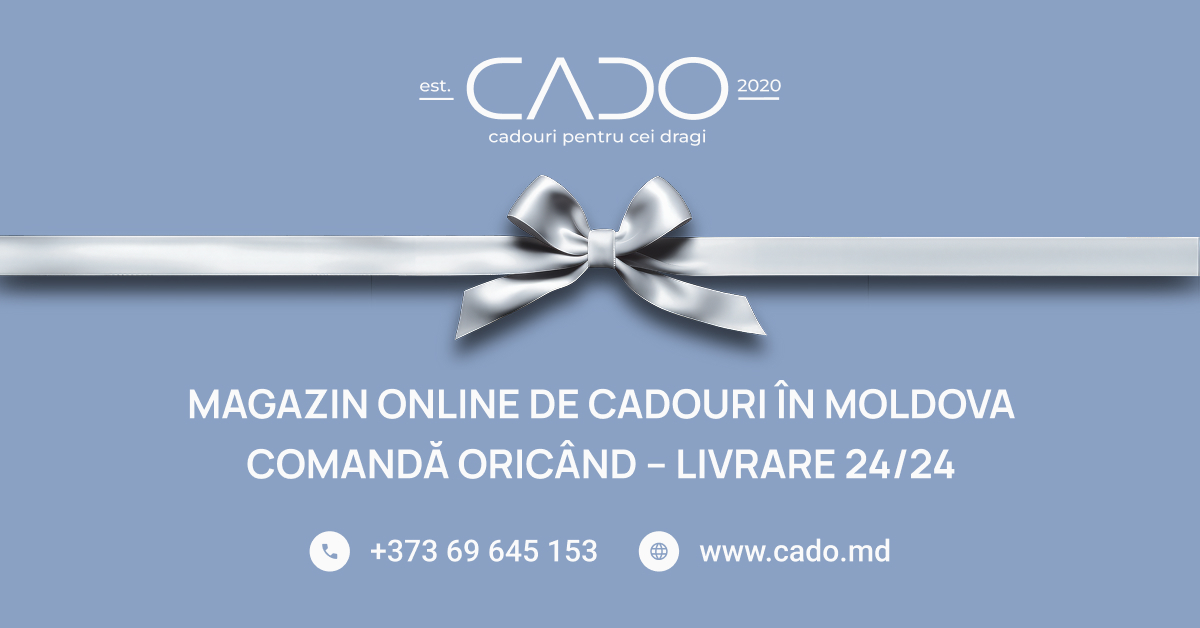 est. CADO 2020
cadouri pentru cei dragi
MAGAZIN ONLINE DE CADOURI ÎN MOLDOVA
COMANDĂ ORICÂND – LIVRARE 24/24
+373 69 645 153 www.cado.md